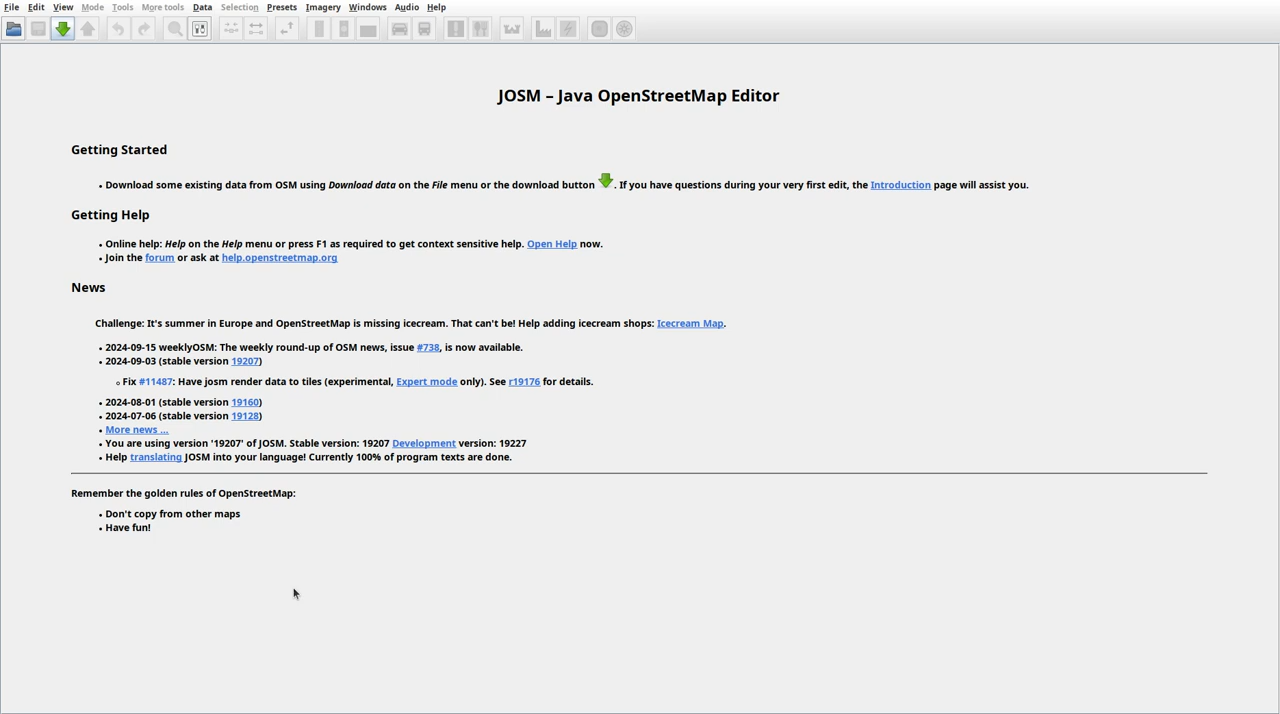 File Edit View Mode Tools More tools Data Selection Presets Imagery Windows Audio Help
JOSM – Java OpenStreetMap Editor
Getting Started
• Download some existing data from OSM using Download data on the File menu or the download button . If you have questions during your very first edit, the Introduction page will assist you.
Getting Help
• Online help: Help on the Help menu or press F1 as required to get context sensitive help. Open Help now.
• Join the forum or ask at help.openstreetmap.org
News
Challenge: It's summer in Europe and OpenStreetMap is missing icecream. That can't be! Help adding icecream shops: Icecream Map.
• 2024-09-15 weeklyOSM: The weekly round-up of OSM news, issue #738, is now available.
• 2024-09-03 (stable version 19207)
◦ Fix #11487: Have josm render data to tiles (experimental, Expert mode only). See r19176 for details.
• 2024-08-01 (stable version 19160)
• 2024-07-06 (stable version 19128)
• More news ...
• You are using version '19207' of JOSM. Stable version: 19207 Development version: 19227
• Help translating JOSM into your language! Currently 100% of program texts are done.
Remember the golden rules of OpenStreetMap:
• Don't copy from other maps
• Have fun!